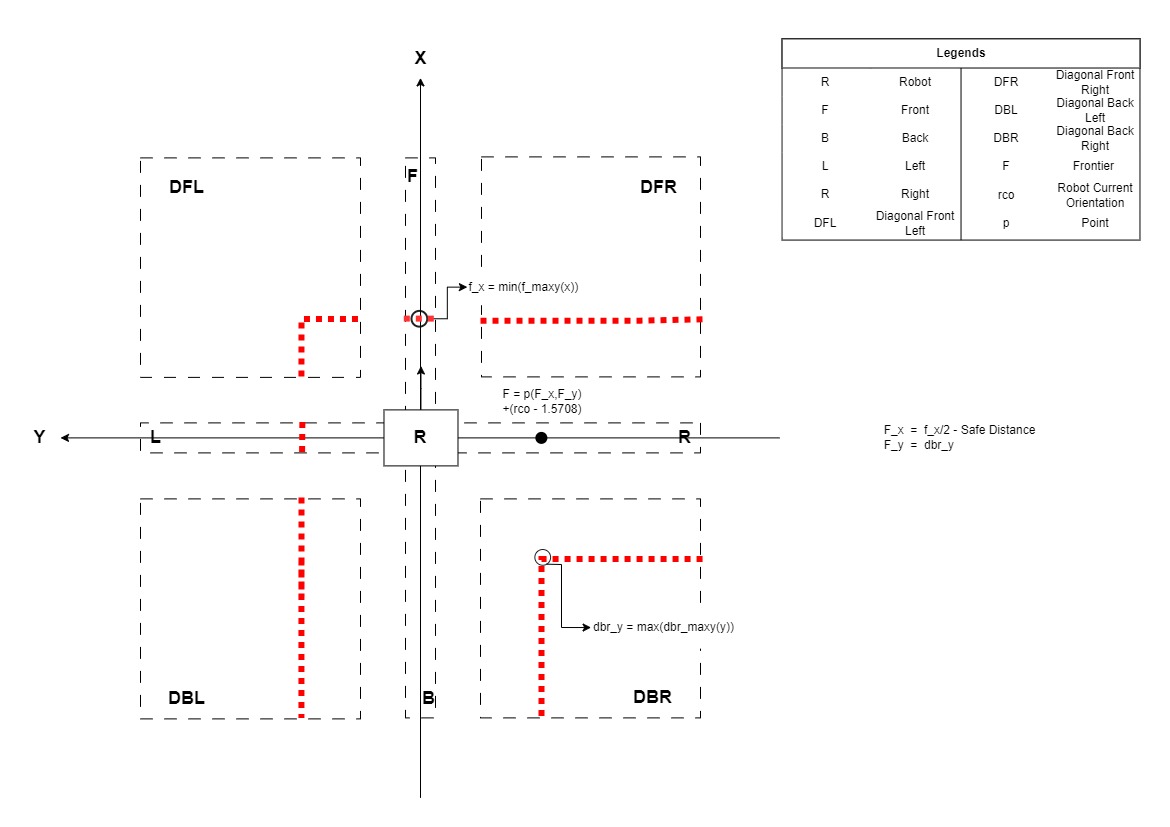 X
Legends
R Robot DFR Diagonal Front
Right
F Front DBL Diagonal Back
Left
B Back DBR Diagonal Back
Right
L Left F Frontier
R Right rco Robot Current
Orientation
DFL Diagonal Front
Left
p Point
F
DFL
DFR
f_x = min(f_maxy(x))
F = p(F_x,F_y)
+(rco - 1.5708)
Y
L
R
R
F_x = f_x/2 - Safe Distance
F_y = dbr_y
dbr_y = max(dbr_maxy(y))
DBL
B
DBR